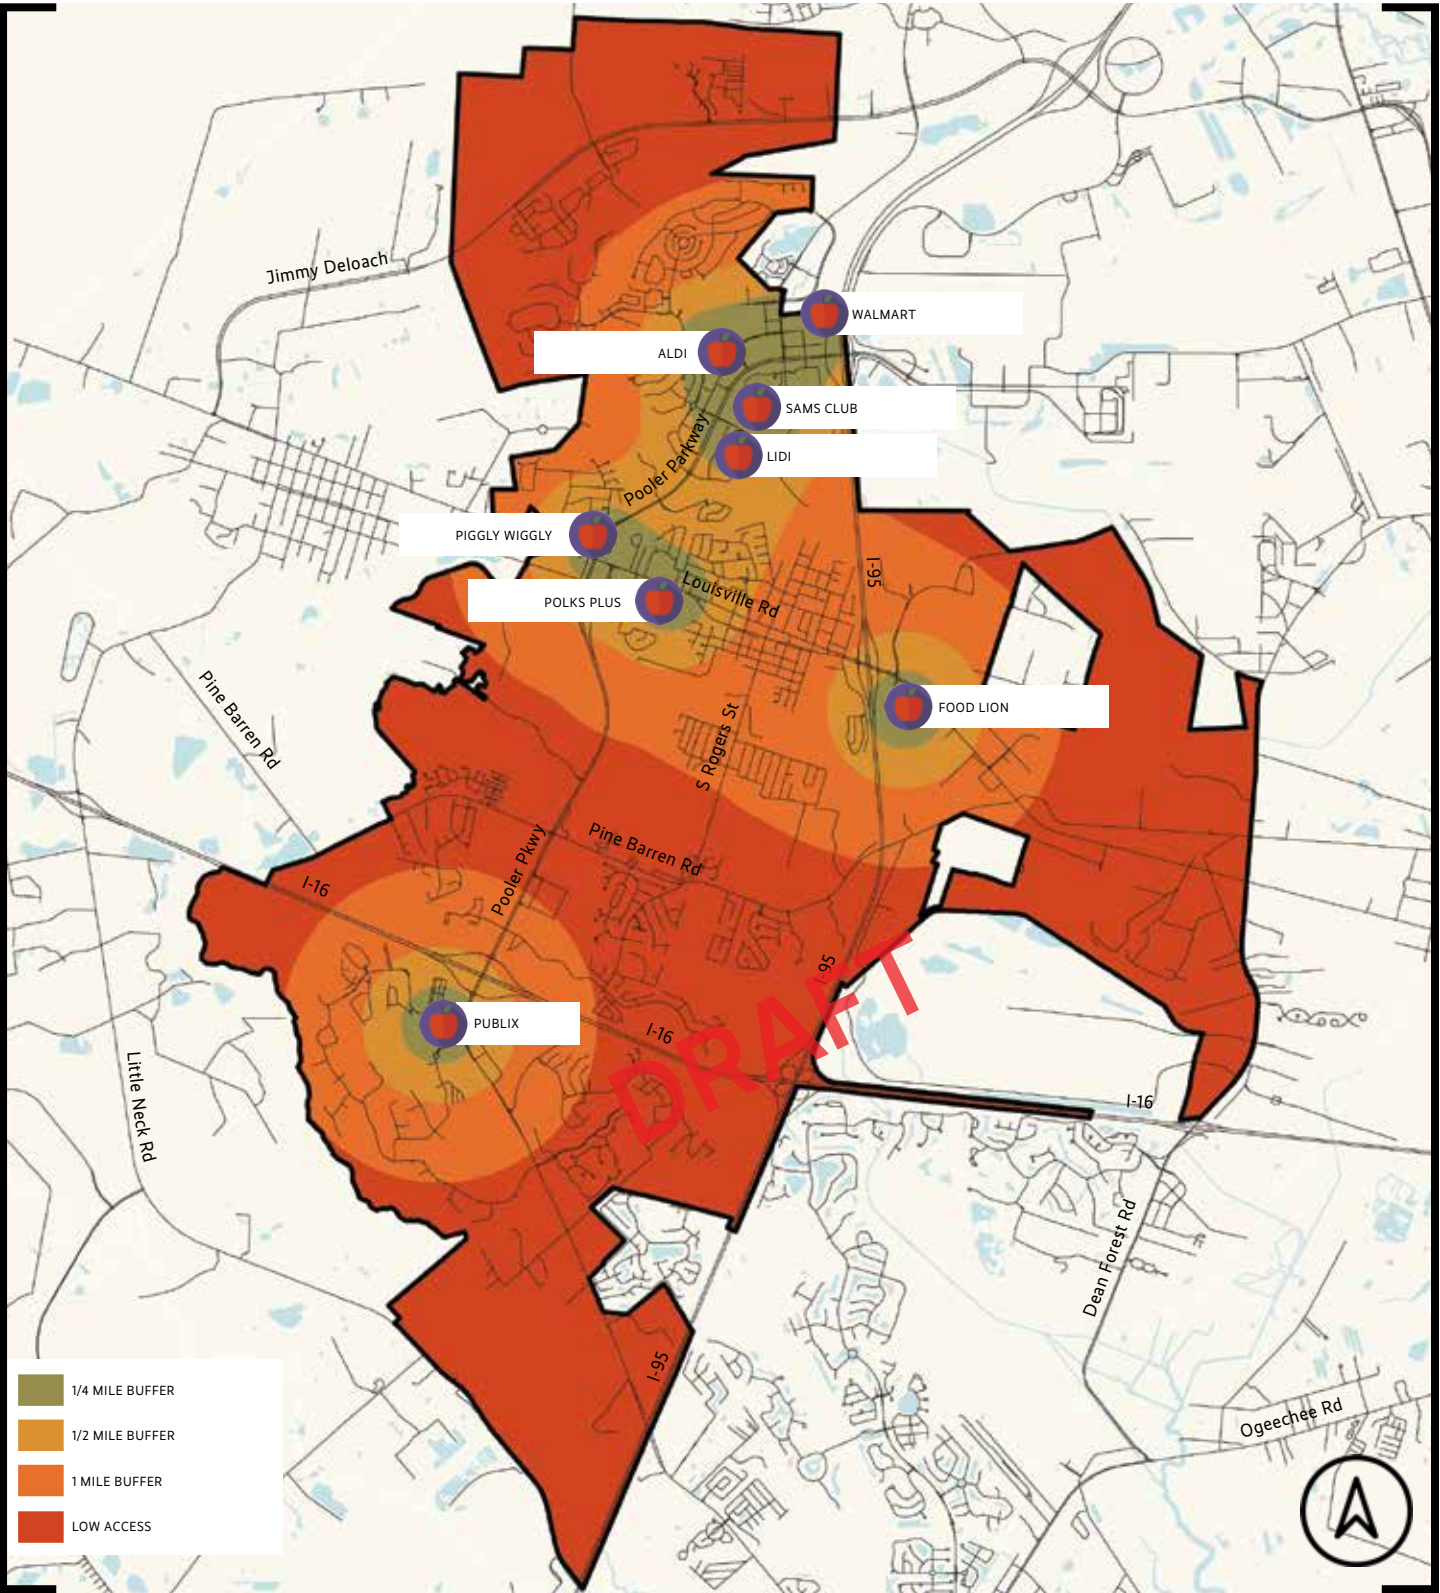 Jimmy Deloach
WALMART
ALDI
SAMS CLUB
Pooler Parkway
LIDI
PIGGLY WIGGLY
I-95
Louisville Rd
POLKS PLUS
Pine Barren Rd
FOOD LION
S Rogers St
Pooler Pkwy
Pine Barren Rd
I-16
I-95
DRAFT
PUBLIX
I-16
Little Neck Rd
I-16
Dean Forest Rd
I-95
1/4 MILE BUFFER
1/2 MILE BUFFER
1 MILE BUFFER
LOW ACCESS
Ogeechee Rd